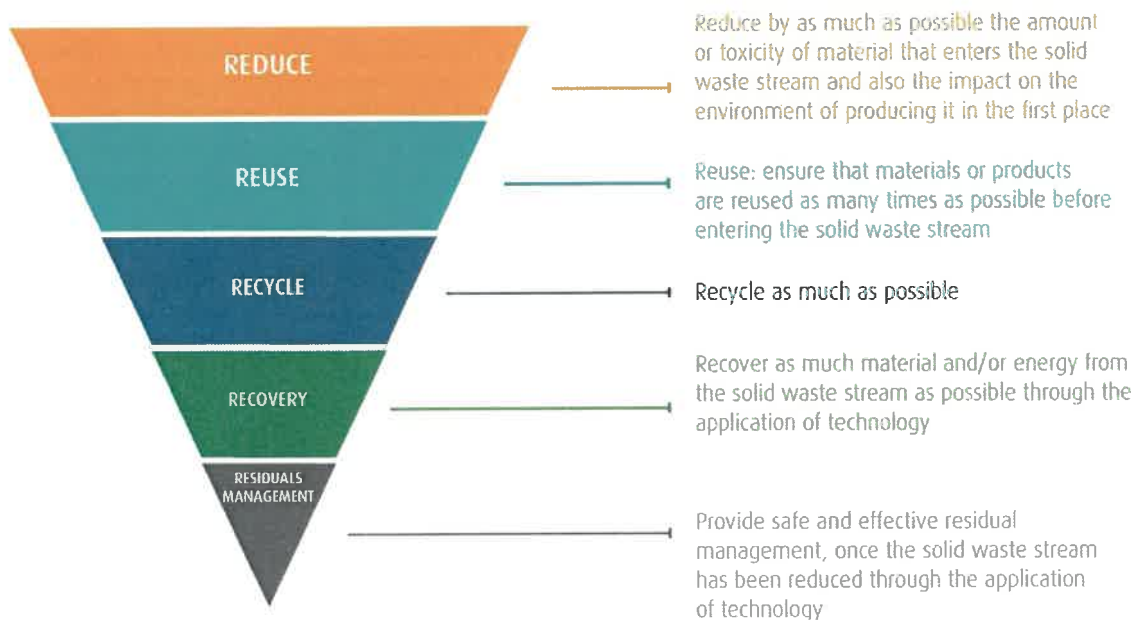 REDUCE
Reduce by as much as possible the amount
or toxicity of material that enters the solid
waste stream and also the impact on the
environment of producing it in the first place
REUSE
Reuse: ensure that materials or products
are reused as many times as possible before
entering the solid waste stream
RECYCLE
Recycle as much as possible
RECOVERY
Recover as much material and/or energy from
the solid waste stream as possible through the
application of technology
RESIDUALS
MANAGEMENT
Provide safe and effective residual
management, once the solid waste stream
has been reduced through the application
of technology